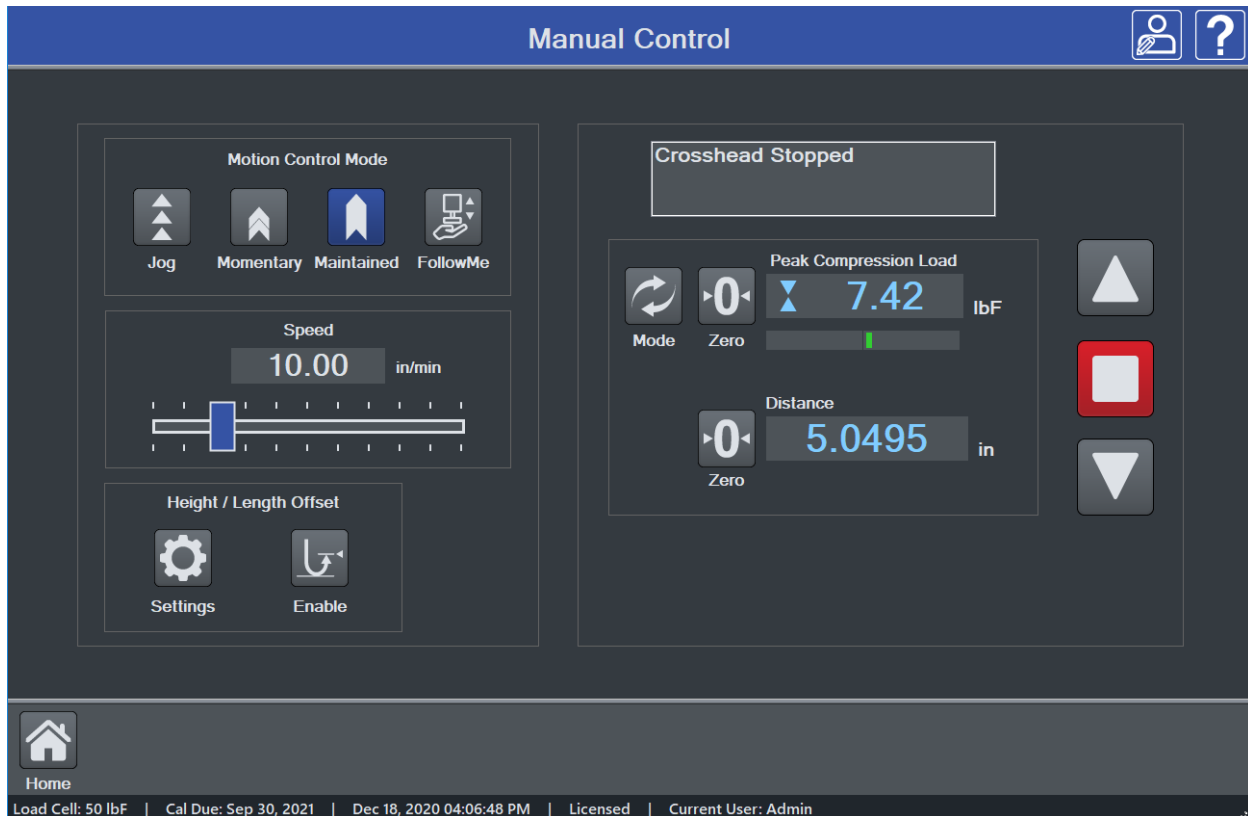 Manual Control
?
Motion Control Mode
Jog Momentary Maintained FollowMe
Speed
10.00 in/min
Height / Length Offset
Settings Enable
Crosshead Stopped
Peak Compression Load
0 7.42 lbF
Mode Zero
Distance
0 5.0495 in
Zero
Home
Load Cell: 50 lbF | Cal Due: Sep 30, 2021 | Dec 18, 2020 04:06:48 PM | Licensed | Current User: Admin